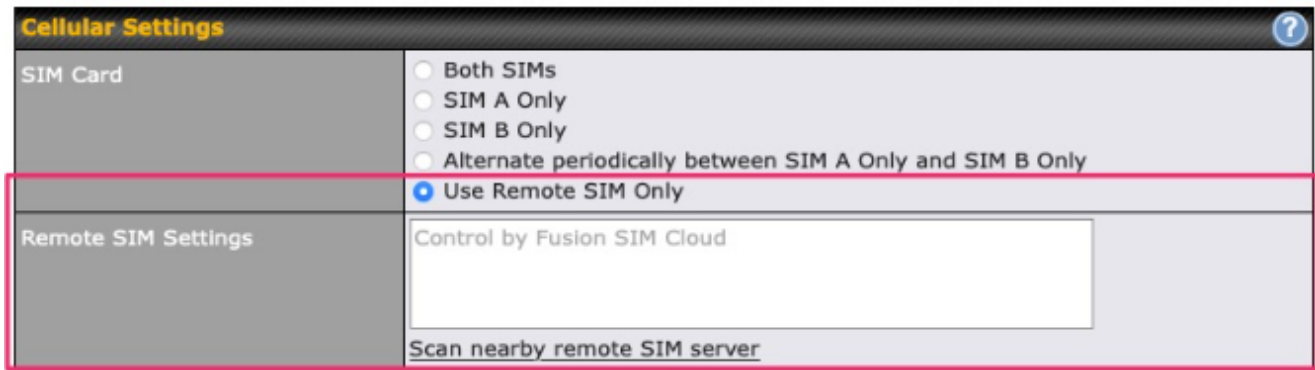 Cellular Settings
?
SIM Card
Both SIMs
SIM A Only
SIM B Only
Alternate periodically between SIM A Only and SIM B Only
Use Remote SIM Only
Remote SIM Settings
Control by Fusion SIM Cloud
Scan nearby remote SIM server